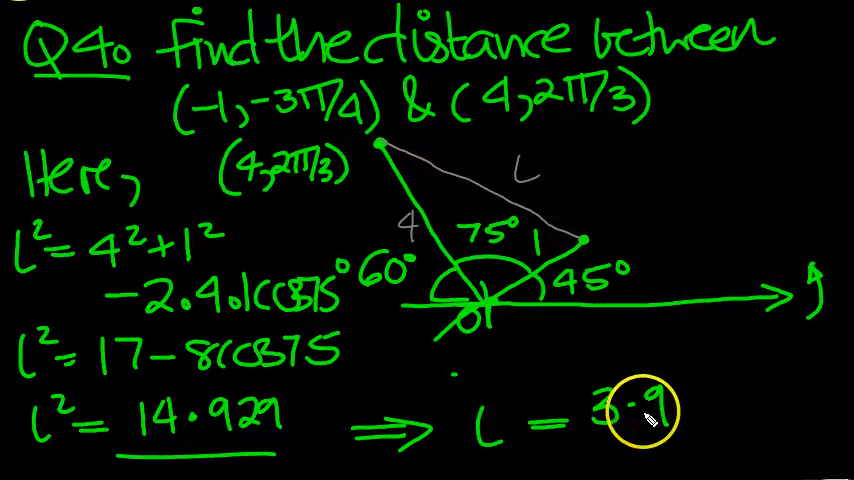 Q40 Find the distance between
(-1,-3π/4) & (4,2π/3)
Here, (4,2π/3)
L
l² = 4² + 1²
4 75° 1
-2.4.1cos75° 60° 45°
O
l² = 17 - 8cos75
l² = 14.929 ⟹ L = 3.9